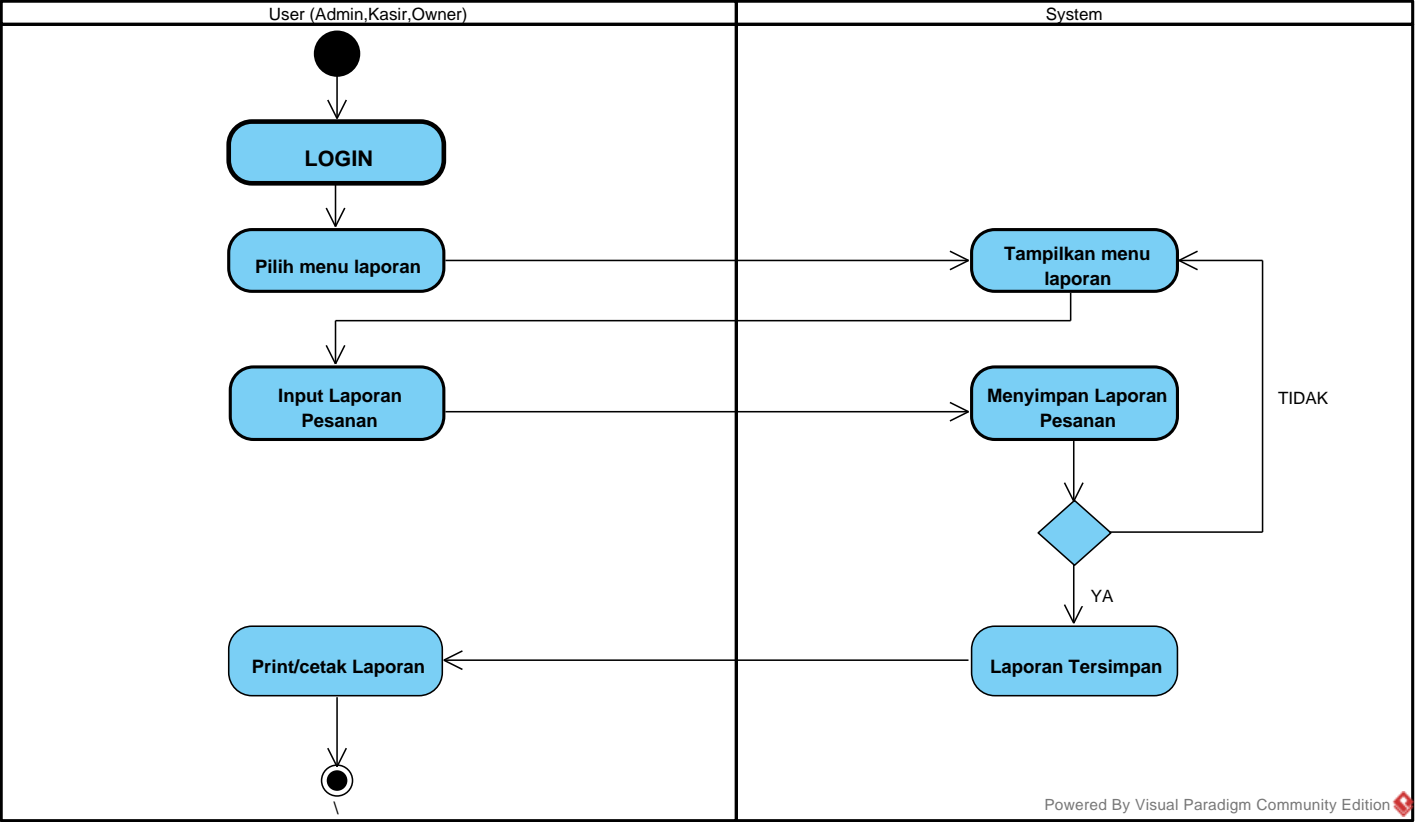 User (Admin,Kasir,Owner)
System
LOGIN
Pilih menu laporan
Tampilkan menu
laporan
Input Laporan
Pesanan
Menyimpan Laporan
Pesanan
TIDAK
YA
Print/cetak Laporan
Laporan Tersimpan
\
Powered By Visual Paradigm Community Edition